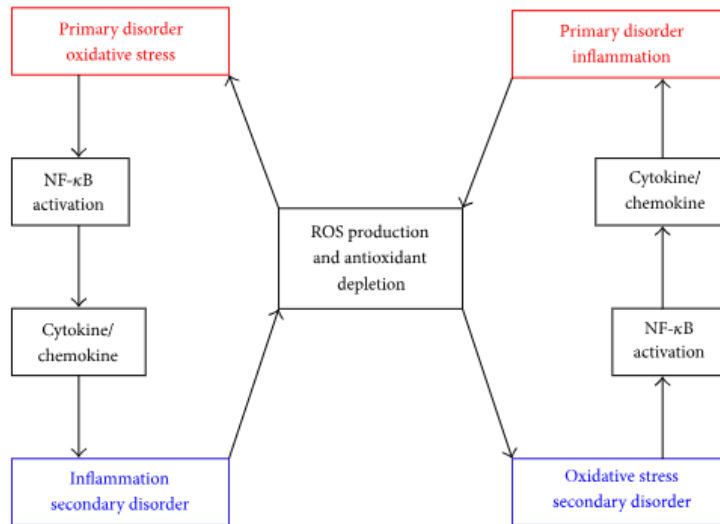 Primary disorder
oxidative stress
Primary disorder
inflammation
NF-κB
activation
Cytokine/
chemokine
ROS production
and antioxidant
depletion
Cytokine/
chemokine
NF-κB
activation
Inflammation
secondary disorder
Oxidative stress
secondary disorder